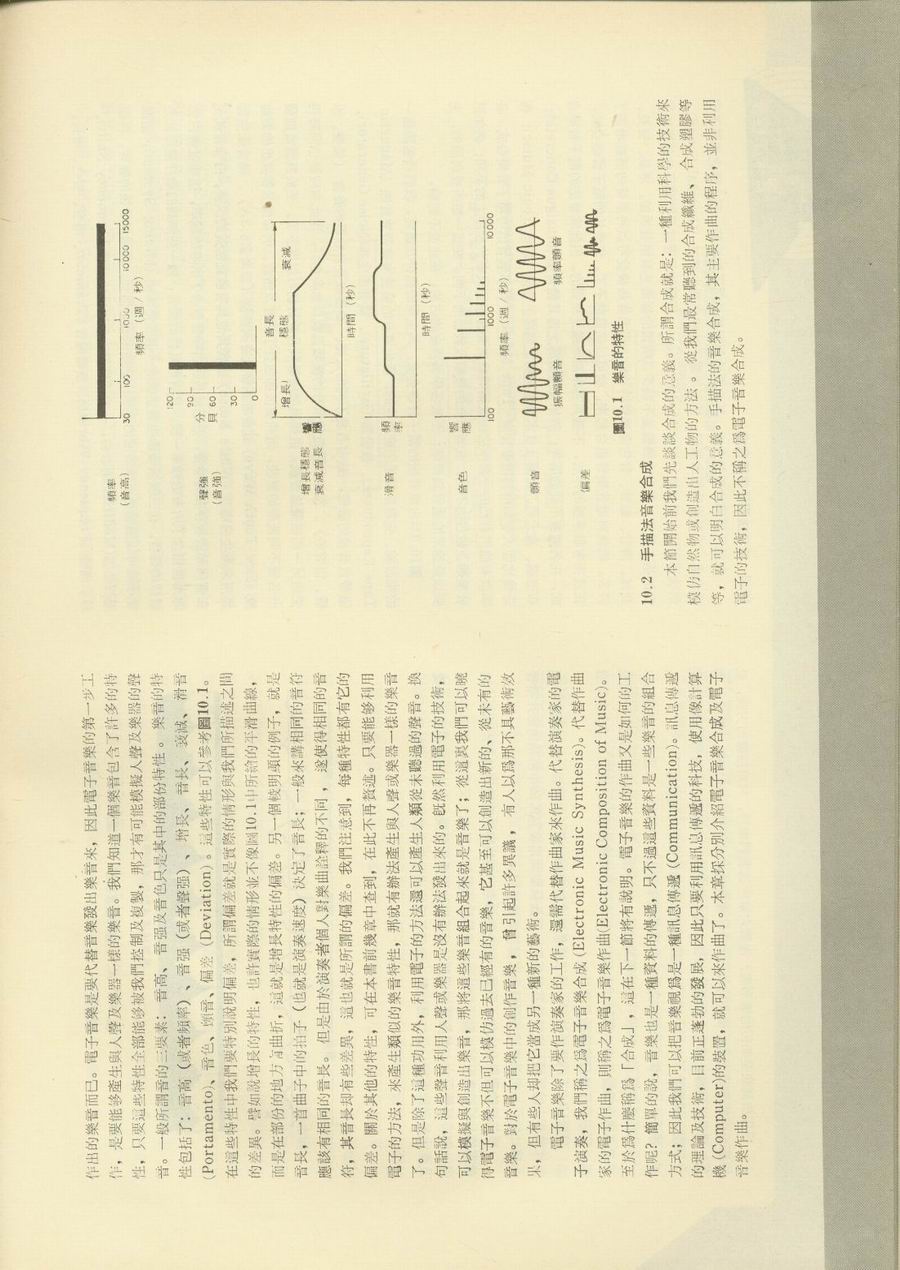 作出的樂音而已。電子音樂是要代替音樂發出樂音來，因此電子音樂的第一步工
作，是要能够產生與人聲及樂器一樣的樂音。我們知道一個樂音包含了許多的特
性，只要這些特性全部能够被我們控制及複製，那才有可能模擬人聲及樂器的聲
音。一般所謂音的三要素：音高、音强及音色只是其中的部份特性。樂音的特
性包括了：音高（或者頻率）、音强（或者聲强）、增長、音長、衰減、滑音
(Portamento)、音色、顫音、偏差 (Deviation)。這些特性可以參考圖10.1。
在這些特性中我們要特別說明偏差，所謂偏差就是實際的情形與我們所描述之間
的差異。譬如說增長的特性，也許實際的情形並不像圖10.1中所繪的平滑曲線，
而是在部份的地方有曲折，這就是增長特性的偏差。另一個較明顯的例子，就是
音長，一首曲子中的拍子（也就是演奏速度）決定了音長；一般來講相同的音符
應該有相同的音長。但是由於演奏者個人對樂曲詮釋的不同，遂使得相同的音
符，其音長却有些差異，這也就是所謂的偏差。我們注意到，每種特性都有它的
偏差。關於其他的特性，可在本書前幾章中查到，在此不再贅述。只要能够利用
電子的方法，來產生類似的樂音特性，那就有辦法產生與人聲或樂器一樣的樂音
了。但是除了這種功用外，利用電子的方法還可以產生人類從未聽過的聲音。換
句話說，這些聲音利用人聲或樂器是沒有辦法發出來的。既然利用電子的技術，
可以模擬與創造出樂音，那將這些樂音組合起來就是音樂了；從這裏我們可以曉
得電子音樂不但可以模仿過去已經有的音樂，它甚至可以創造出新的、從未有的
音樂。對於電子音樂中的創作音樂，曾引起許多異議，有人以爲那不具藝術效
果，但有些人却把它當成另一種新的藝術。
電子音樂除了要作演奏家的工作，還需代替作曲家來作曲。代替演奏家的電
子演奏，我們稱之爲電子音樂合成 (Electronic Music Synthesis)。代替作曲
家的電子作曲，則稱之爲電子音樂作曲(Electronic Composition of Music)。
至於爲什麽稱爲「合成」，這在下一節將有說明。電子音樂的作曲又是如何的工
作呢？簡單的說，音樂也是一種資料的傳遞，只不過這些資料是一些樂音的組合
方式；因此我們可以把音樂視爲是一種訊息傳遞 (Communication)。訊息傳遞
的理論及技術，目前正蓬勃的發展，因此只要利用訊息傳遞的科技，使用像計算
機 (Computer)的裝置，就可以來作曲了。本章採分別介紹電子音樂合成及電子
音樂作曲。
頻率
（音高）
30 100 1000 10000 15000
頻率（週／秒）
聲強
（音強）
120
90
60
30
0
分
貝
增長穩態
衰減音長
響
應
增長
音長
穩態
衰減
時間（秒）
滑音
頻
率
時間（秒）
音色
響
應
100 1000 10000
頻率（週／秒）
顫音
振幅顫音 頻率顫音
偏差
圖10.1 樂音的特性
10.2 手描法音樂合成
本節開始前我們先談談合成的意義。所謂合成就是：一種利用科學的技術來
模仿自然物或創造出人工物的方法。從我們最常聽到的合成纖維、合成塑膠等
等，就可以明白合成的意義。手描法的音樂合成，其主要作曲的程序，並非利用
電子的技術，因此不稱之爲電子音樂合成。